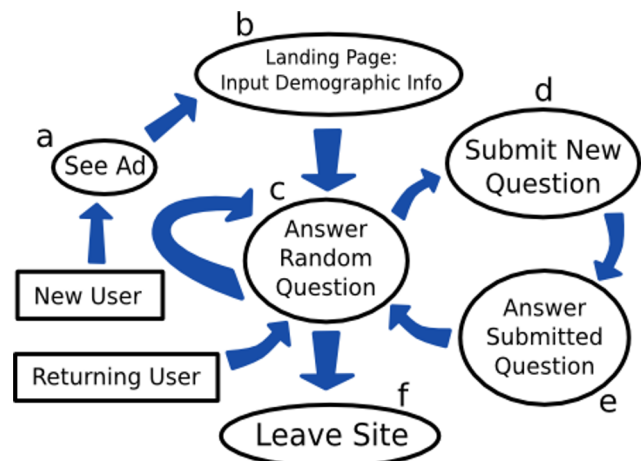 b
Landing Page:
Input Demographic Info
a
See Ad
d
Submit New
Question
c
Answer
Random
Question
New User
Returning User
Answer
Submitted
Question
e
f
Leave Site